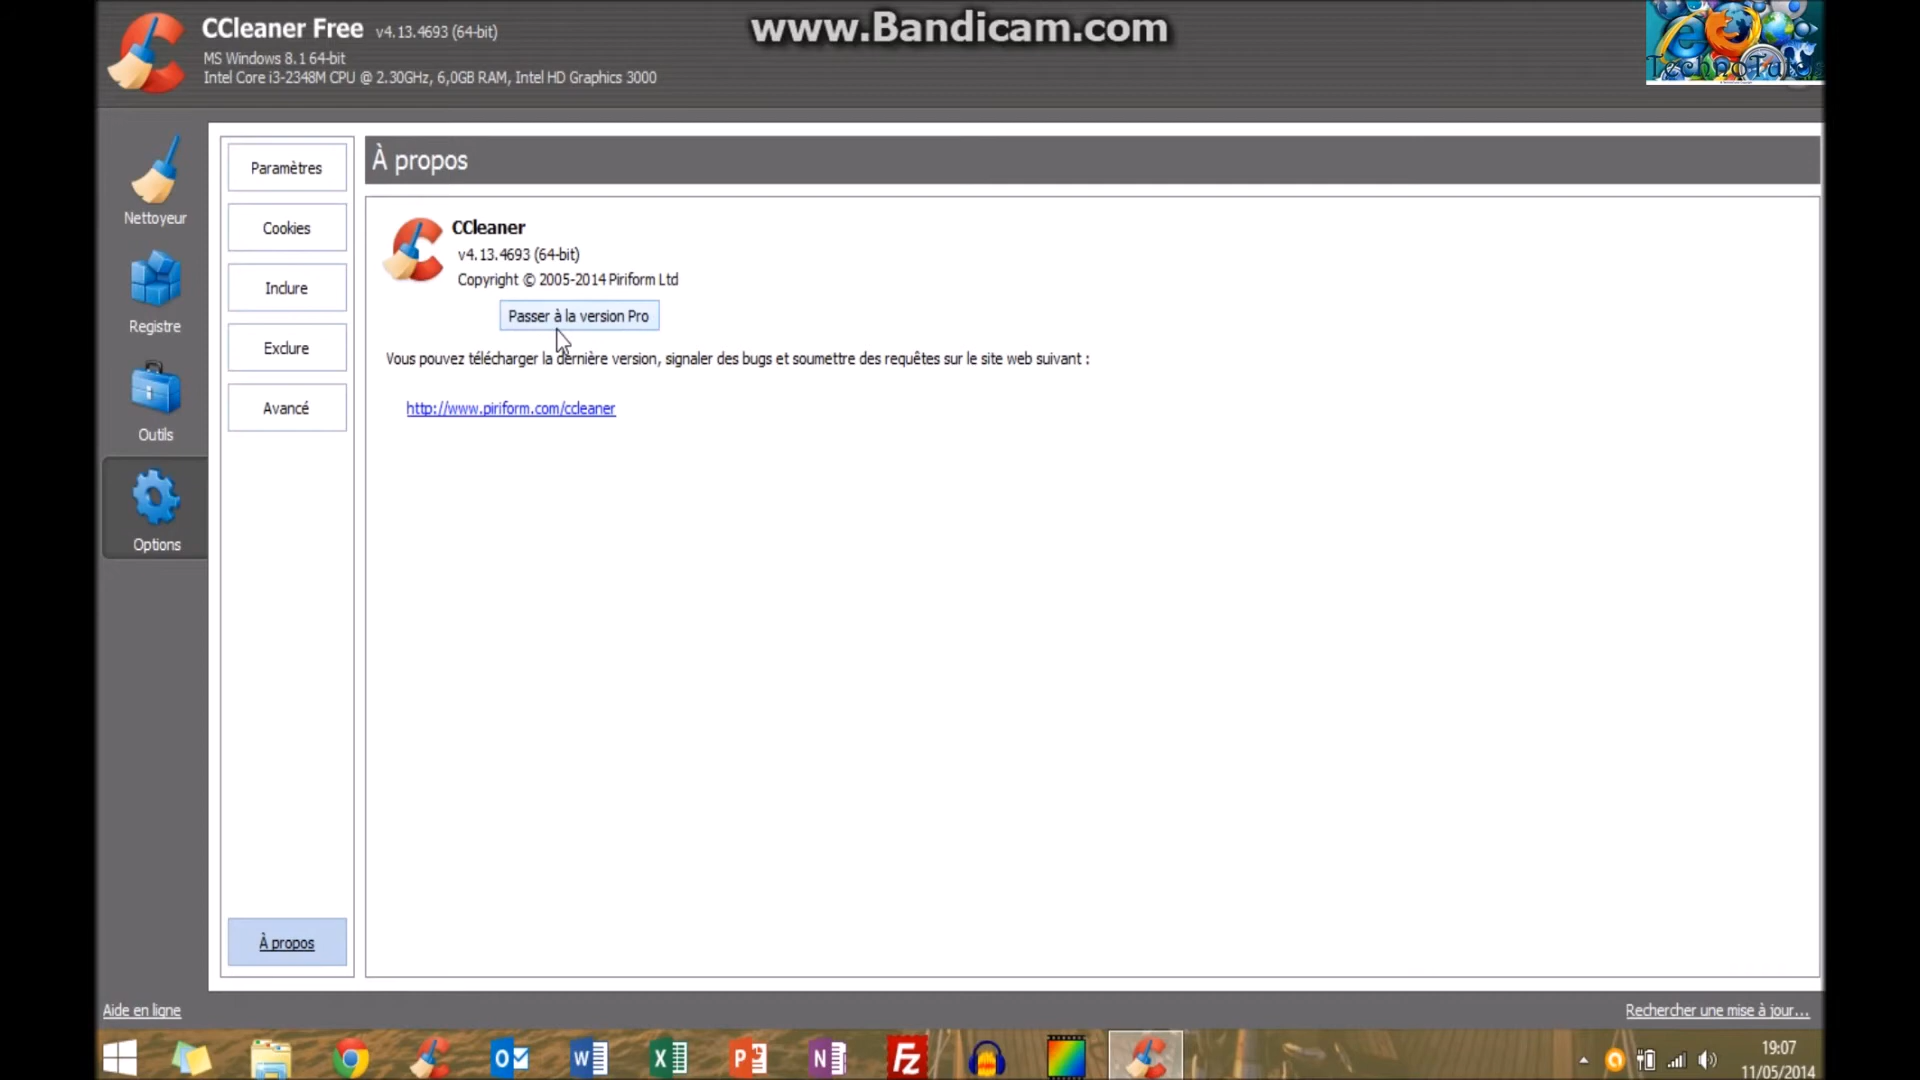 CCleaner Free v4.13.4693 (64-bit)
www.Bandicam.com
MS Windows 8.1 64-bit
Intel Core i3-2348M CPU @ 2.30GHz, 6,0GB RAM, Intel HD Graphics 3000
Nettoyeur
Registre
Outils
Options
Paramètres
Cookies
Inclure
Exclure
Avancé
À propos
À propos
CCleaner
v4.13.4693 (64-bit)
Copyright © 2005-2014 Piriform Ltd
Passer à la version Pro
Vous pouvez télécharger la dernière version, signaler des bugs et soumettre des requêtes sur le site web suivant :
http://www.piriform.com/ccleaner
Aide en ligne
Rechercher une mise à jour...
19:07
11/05/2014